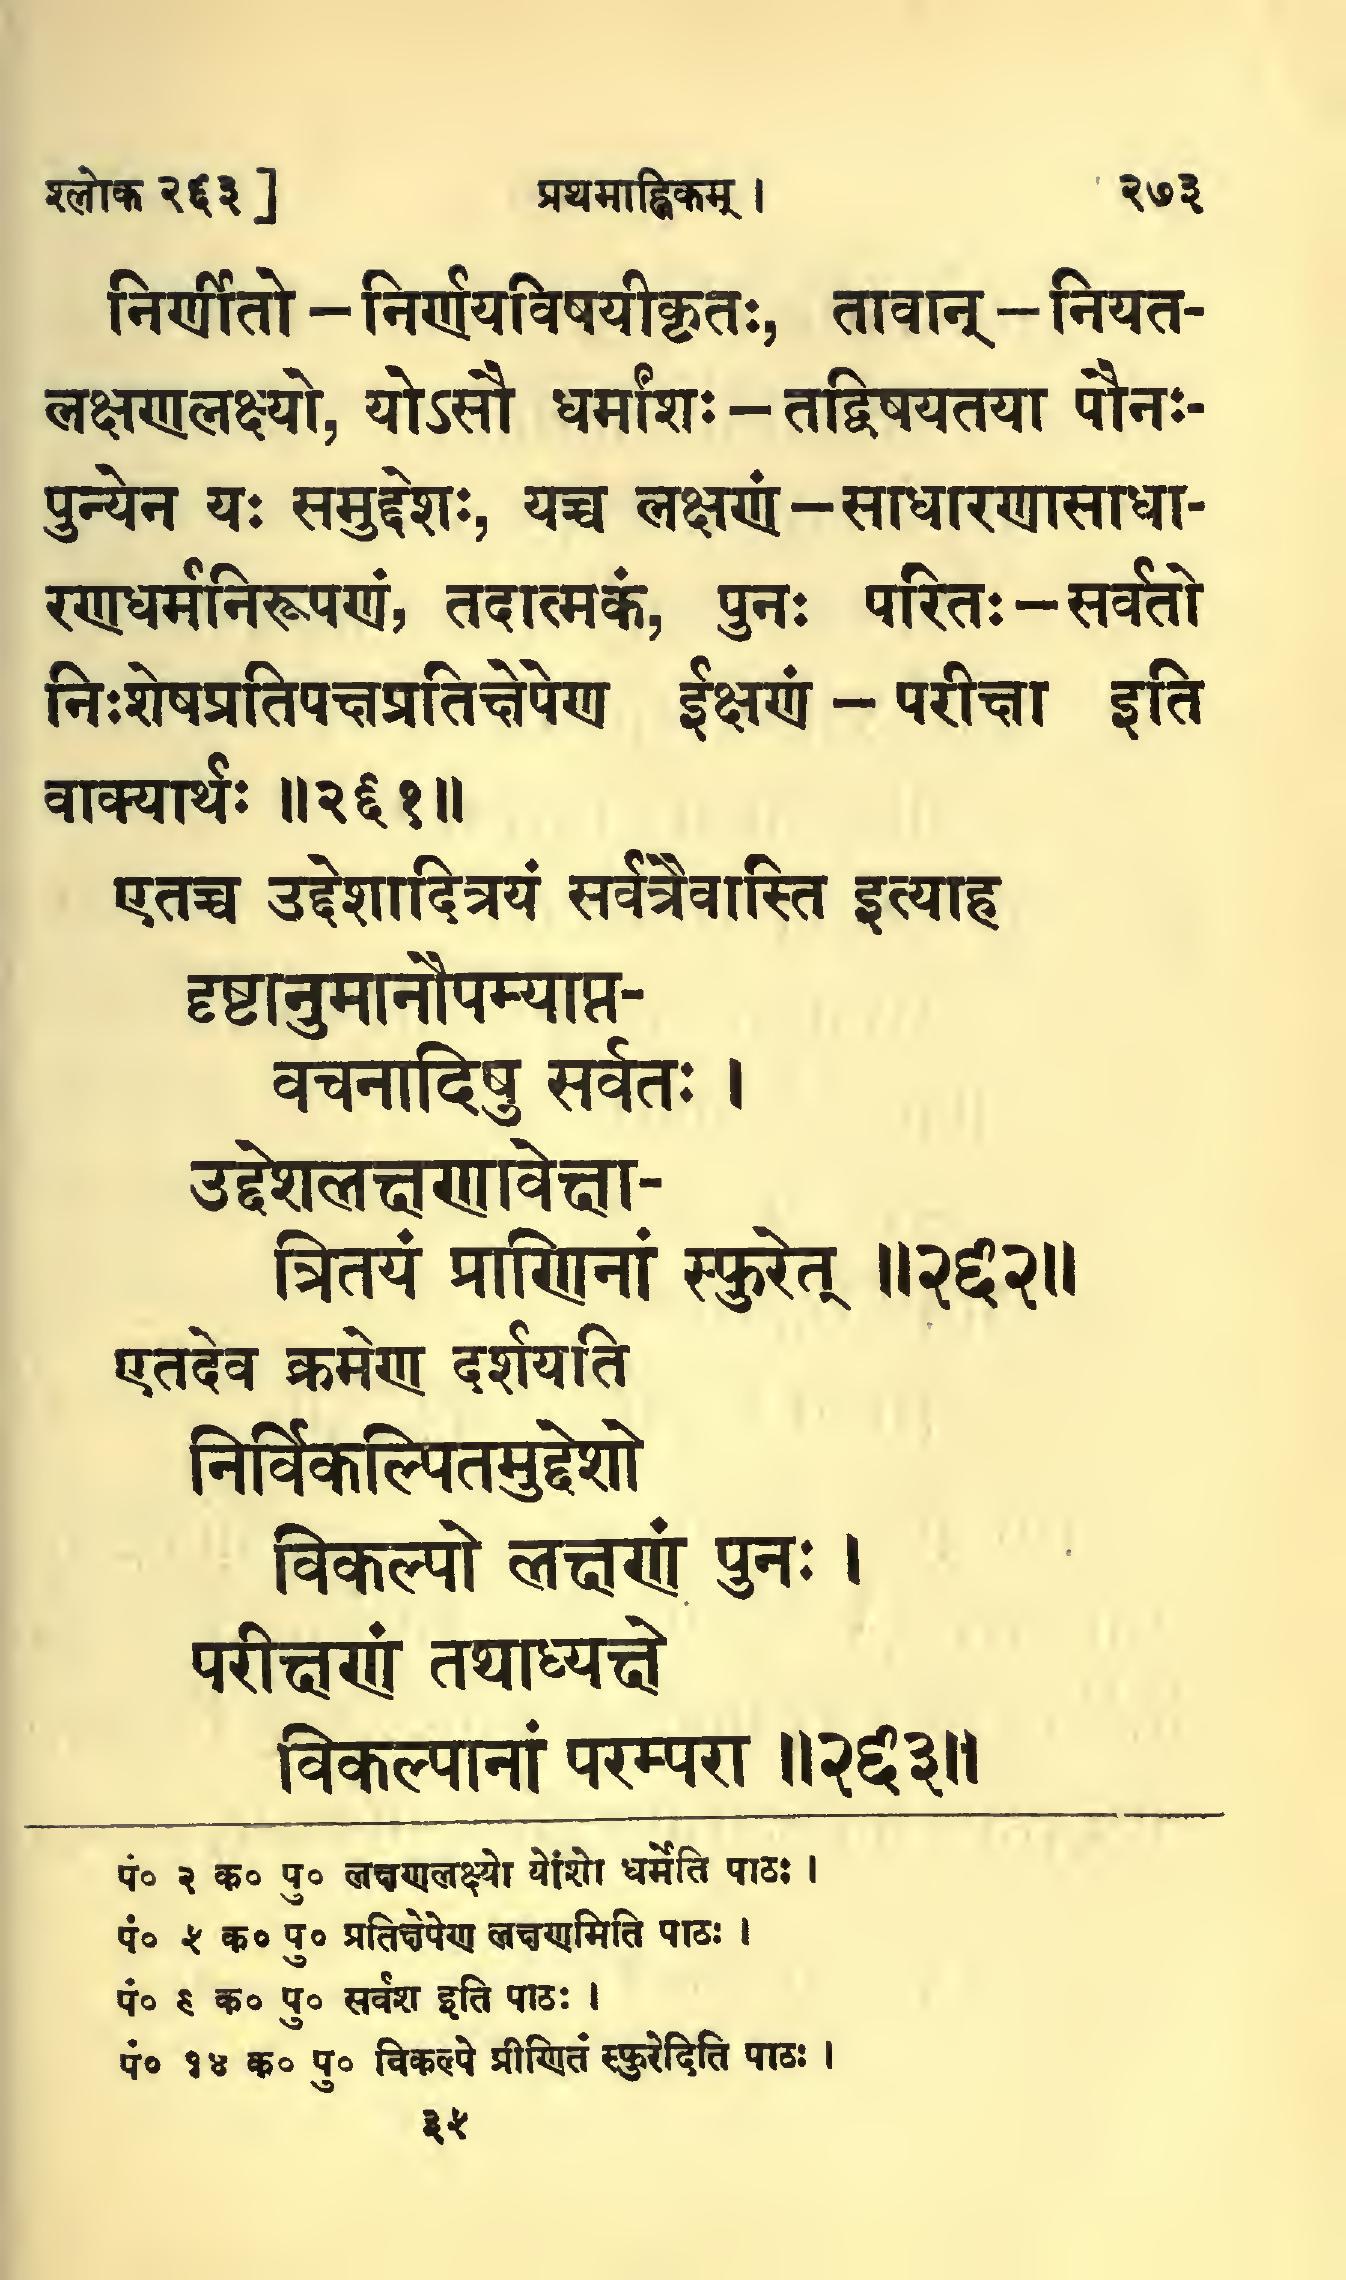 श्लोक २६३ ] प्रथमाह्निकम् । २७३
निर्णीतो – निर्णयविषयीकृतः, तावान् – नियत-
लक्षणलक्ष्यो, योऽसौ धर्मांशः – तद्विषयतया पौनः-
पुन्येन यः समुद्देशः, यच्च लक्षणं – साधारणासाधा-
रणधर्मनिरूपणं, तदात्मकं, पुनः परितः – सर्वतो
निःशेषप्रतिपक्षप्रतिक्षेपेण ईक्षणं – परीक्षा इति
वाक्यार्थः ॥२६१॥
एतच्च उद्देशादित्रयं सर्वत्रैवास्ति इत्याह
दृष्टानुमानौपम्याप्त-
वचनादिषु सर्वतः ।
उद्देशलक्षणावेक्षा-
त्रितयं प्राणिनां स्फुरेत् ॥२६२॥
एतदेव क्रमेण दर्शयति
निर्विकल्पितमुद्देशो
विकल्पो लक्षणं पुनः ।
परीक्षणं तथाध्यक्षे
विकल्पानां परम्परा ॥२६३॥
पं० २ क० पु० लक्षणलक्ष्यो योंशो धर्मेति पाठः ।
पं० ५ क० पु० प्रतिक्षेपेण लक्षणमिति पाठः ।
पं० ६ क० पु० सर्वश इति पाठः ।
पं० १४ क० पु० विकल्पे प्रीणितं स्फुरेदिति पाठः ।
३५